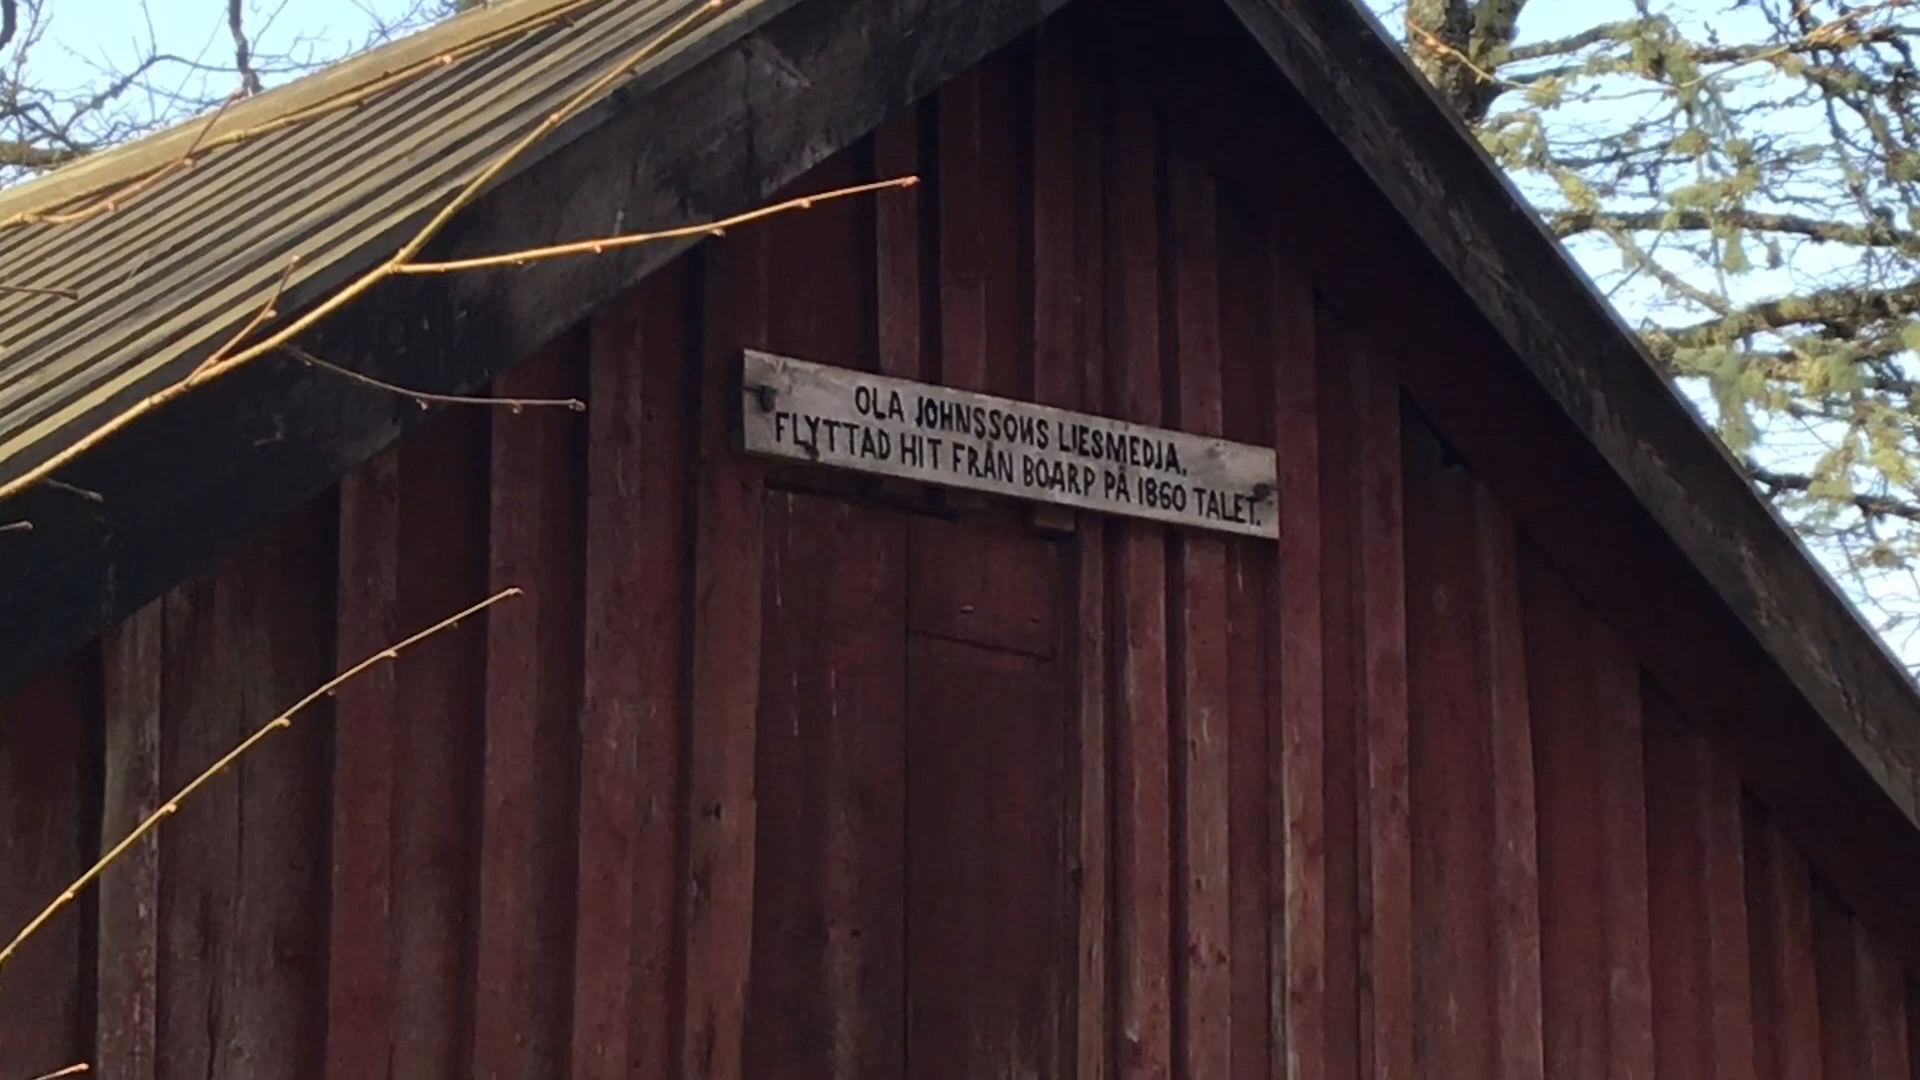 OLA JOHNSSONS LIESMEDJA.
FLYTTAD HIT FRÅN BOARP PÅ 1860 TALET.